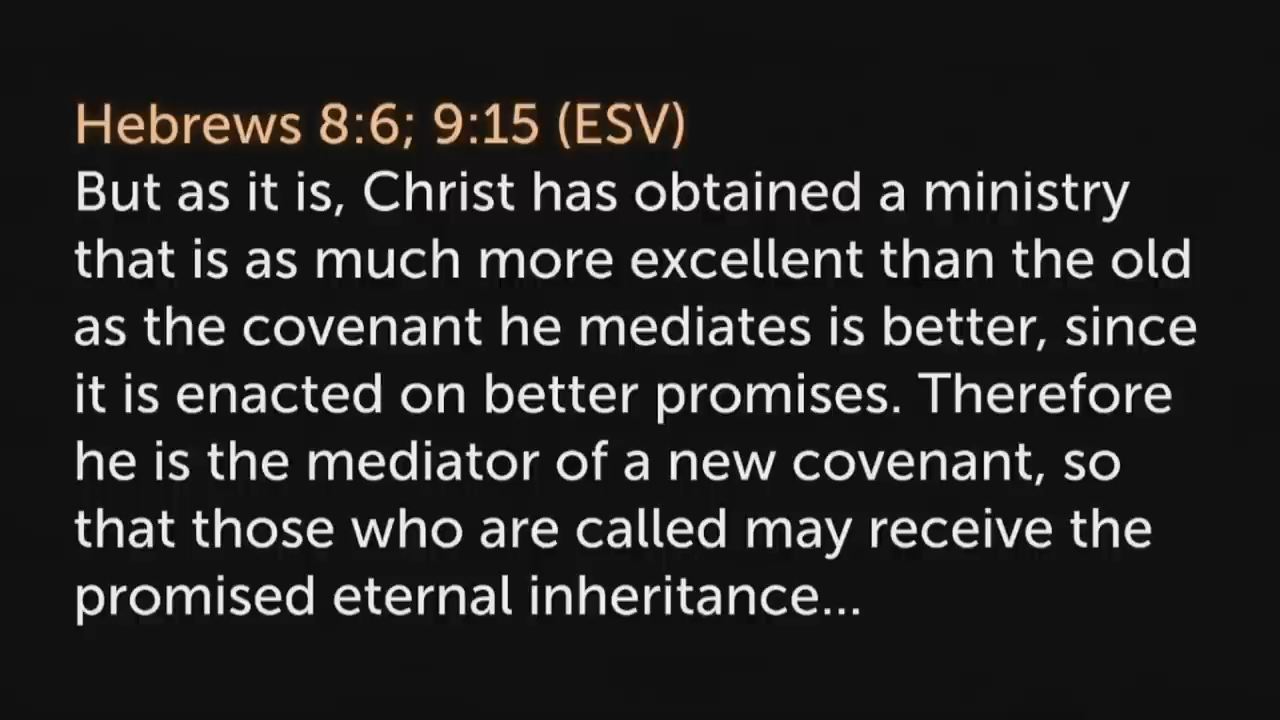 Hebrews 8:6; 9:15 (ESV)
But as it is, Christ has obtained a ministry
that is as much more excellent than the old
as the covenant he mediates is better, since
it is enacted on better promises. Therefore
he is the mediator of a new covenant, so
that those who are called may receive the
promised eternal inheritance...